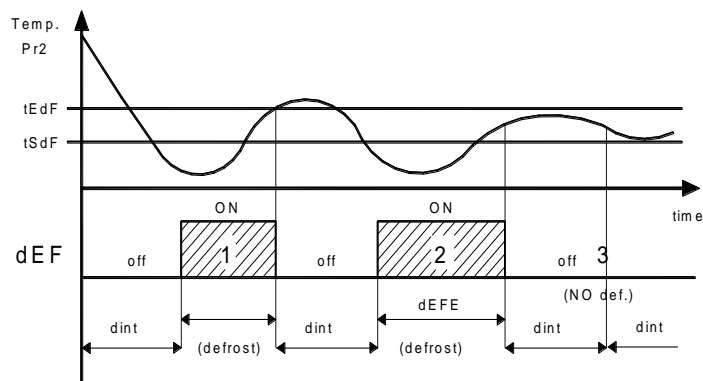 Temp.
Pr2
tEdF
tSdF
time
ON ON
dEF off 1 off 2 off 3
(NO def.)
dEFE
dint (defrost) dint (defrost) dint dint